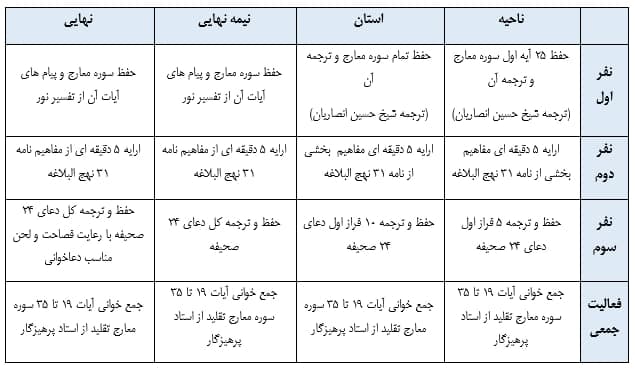 ناحیه
استان
نیمه نهایی
نهایی
نفر
اول
حفظ ۲۵ آیه اول سوره معارج
و ترجمه آن
(ترجمه شیخ حسین انصاریان)
حفظ تمام سوره معارج و ترجمه
آن
(ترجمه شیخ حسین انصاریان)
حفظ سوره معارج و پیام های
آیات آن از تفسیر نور
حفظ سوره معارج و پیام های
آیات آن از تفسیر نور
نفر
دوم
ارایه ۵ دقیقه ای مفاهیم
بخشی از نامه ۳۱ نهج البلاغه
ارایه ۵ دقیقه ای مفاهیم بخشی
از نامه ۳۱ نهج البلاغه
ارایه ۵ دقیقه ای از مفاهیم نامه
۳۱ نهج البلاغه
ارایه ۵ دقیقه ای از مفاهیم نامه
۳۱ نهج البلاغه
نفر
سوم
حفظ و ترجمه ۵ فراز اول
دعای ۲۴ صحیفه
حفظ و ترجمه ۱۰ فراز اول دعای
۲۴ صحیفه
حفظ و ترجمه کل دعای ۲۴
صحیفه
حفظ و ترجمه کل دعای ۲۴
صحیفه با رعایت فصاحت و لحن
مناسب دعاخوانی
فعالیت
جمعی
جمع خوانی آیات ۱۹ تا ۳۵
سوره معارج تقلید از استاد
پرهیزگار
جمع خوانی آیات ۱۹ تا ۳۵ سوره
معارج تقلید از استاد پرهیزگار
جمع خوانی آیات ۱۹ تا ۳۵
سوره معارج تقلید از استاد
پرهیزگار
جمع خوانی آیات ۱۹ تا ۳۵ سوره
معارج تقلید از استاد پرهیزگار